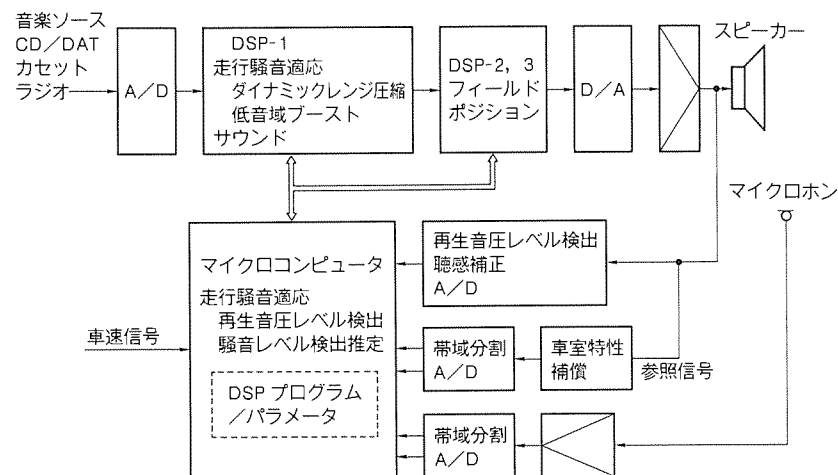 音楽ソース
CD/DAT
カセット
ラジオ
A/D
DSP-1
走行騒音適応
ダイナミックレンジ圧縮
低音域ブースト
サウンド
DSP-2, 3
フィールド
ポジション
D/A
スピーカー
マイクロホン
再生音圧レベル検出
聴感補正
A/D
マイクロコンピュータ
走行騒音適応
再生音圧レベル検出
騒音レベル検出推定
車速信号
DSP プログラム
/パラメータ
帯域分割
A/D
車室特性
補償
参照信号
帯域分割
A/D